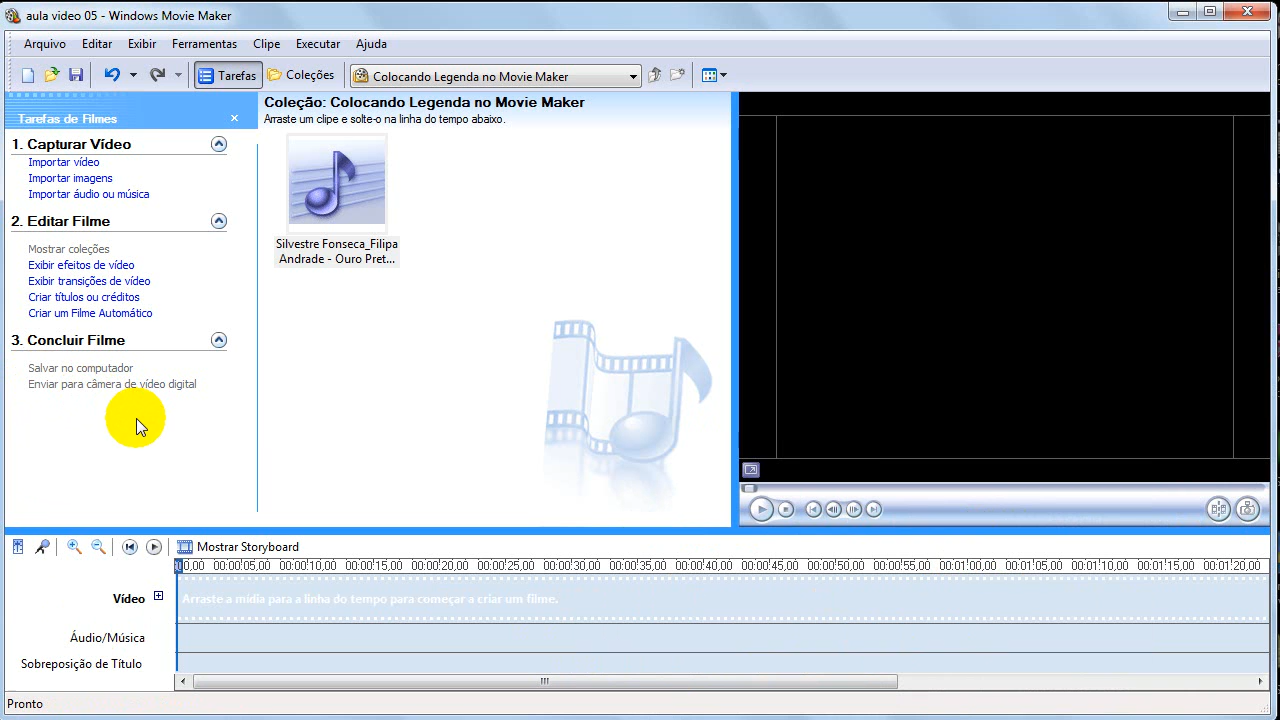 aula video 05 - Windows Movie Maker
Arquivo Editar Exibir Ferramentas Clipe Executar Ajuda
Tarefas Coleções Colocando Legenda no Movie Maker
Tarefas de Filmes
1. Capturar Vídeo
Importar vídeo
Importar imagens
Importar áudio ou música
2. Editar Filme
Mostrar coleções
Exibir efeitos de vídeo
Exibir transições de vídeo
Criar títulos ou créditos
Criar um Filme Automático
3. Concluir Filme
Salvar no computador
Enviar para câmera de vídeo digital
Coleção: Colocando Legenda no Movie Maker
Arraste um clipe e solte-o na linha do tempo abaixo.
Silvestre Fonseca_Filipa
Andrade - Ouro Pret...
Mostrar Storyboard
0,00 00:00:05,00 00:00:10,00 00:00:15,00 00:00:20,00 00:00:25,00 00:00:30,00 00:00:35,00 00:00:40,00 00:00:45,00 00:00:50,00 00:00:55,00 00:01:00,00 00:01:05,00 00:01:10,00 00:01:15,00 00:01:20,00
Vídeo
Arraste a mídia para a linha do tempo para começar a criar um filme.
Áudio/Música
Sobreposição de Título
Pronto